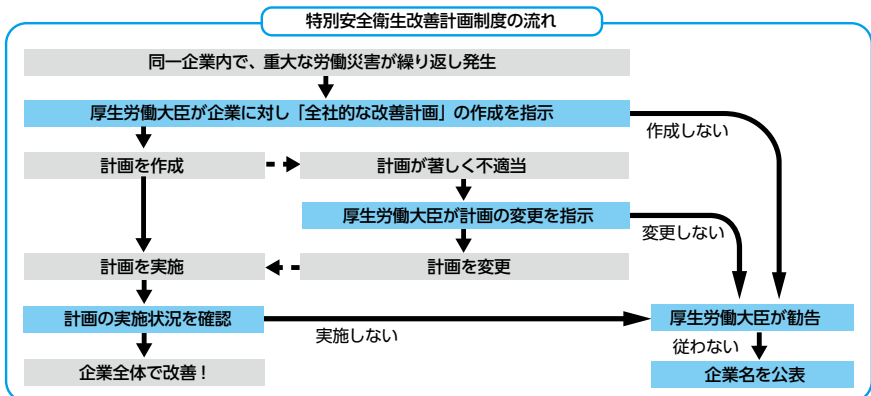 特別安全衛生改善計画制度の流れ
同一企業内で、重大な労働災害が繰り返し発生
厚生労働大臣が企業に対し「全社的な改善計画」の作成を指示
作成しない
計画を作成
計画が著しく不適当
厚生労働大臣が計画の変更を指示
変更しない
計画を実施
計画を変更
計画の実施状況を確認
実施しない
厚生労働大臣が勧告
従わない
企業全体で改善！
企業名を公表